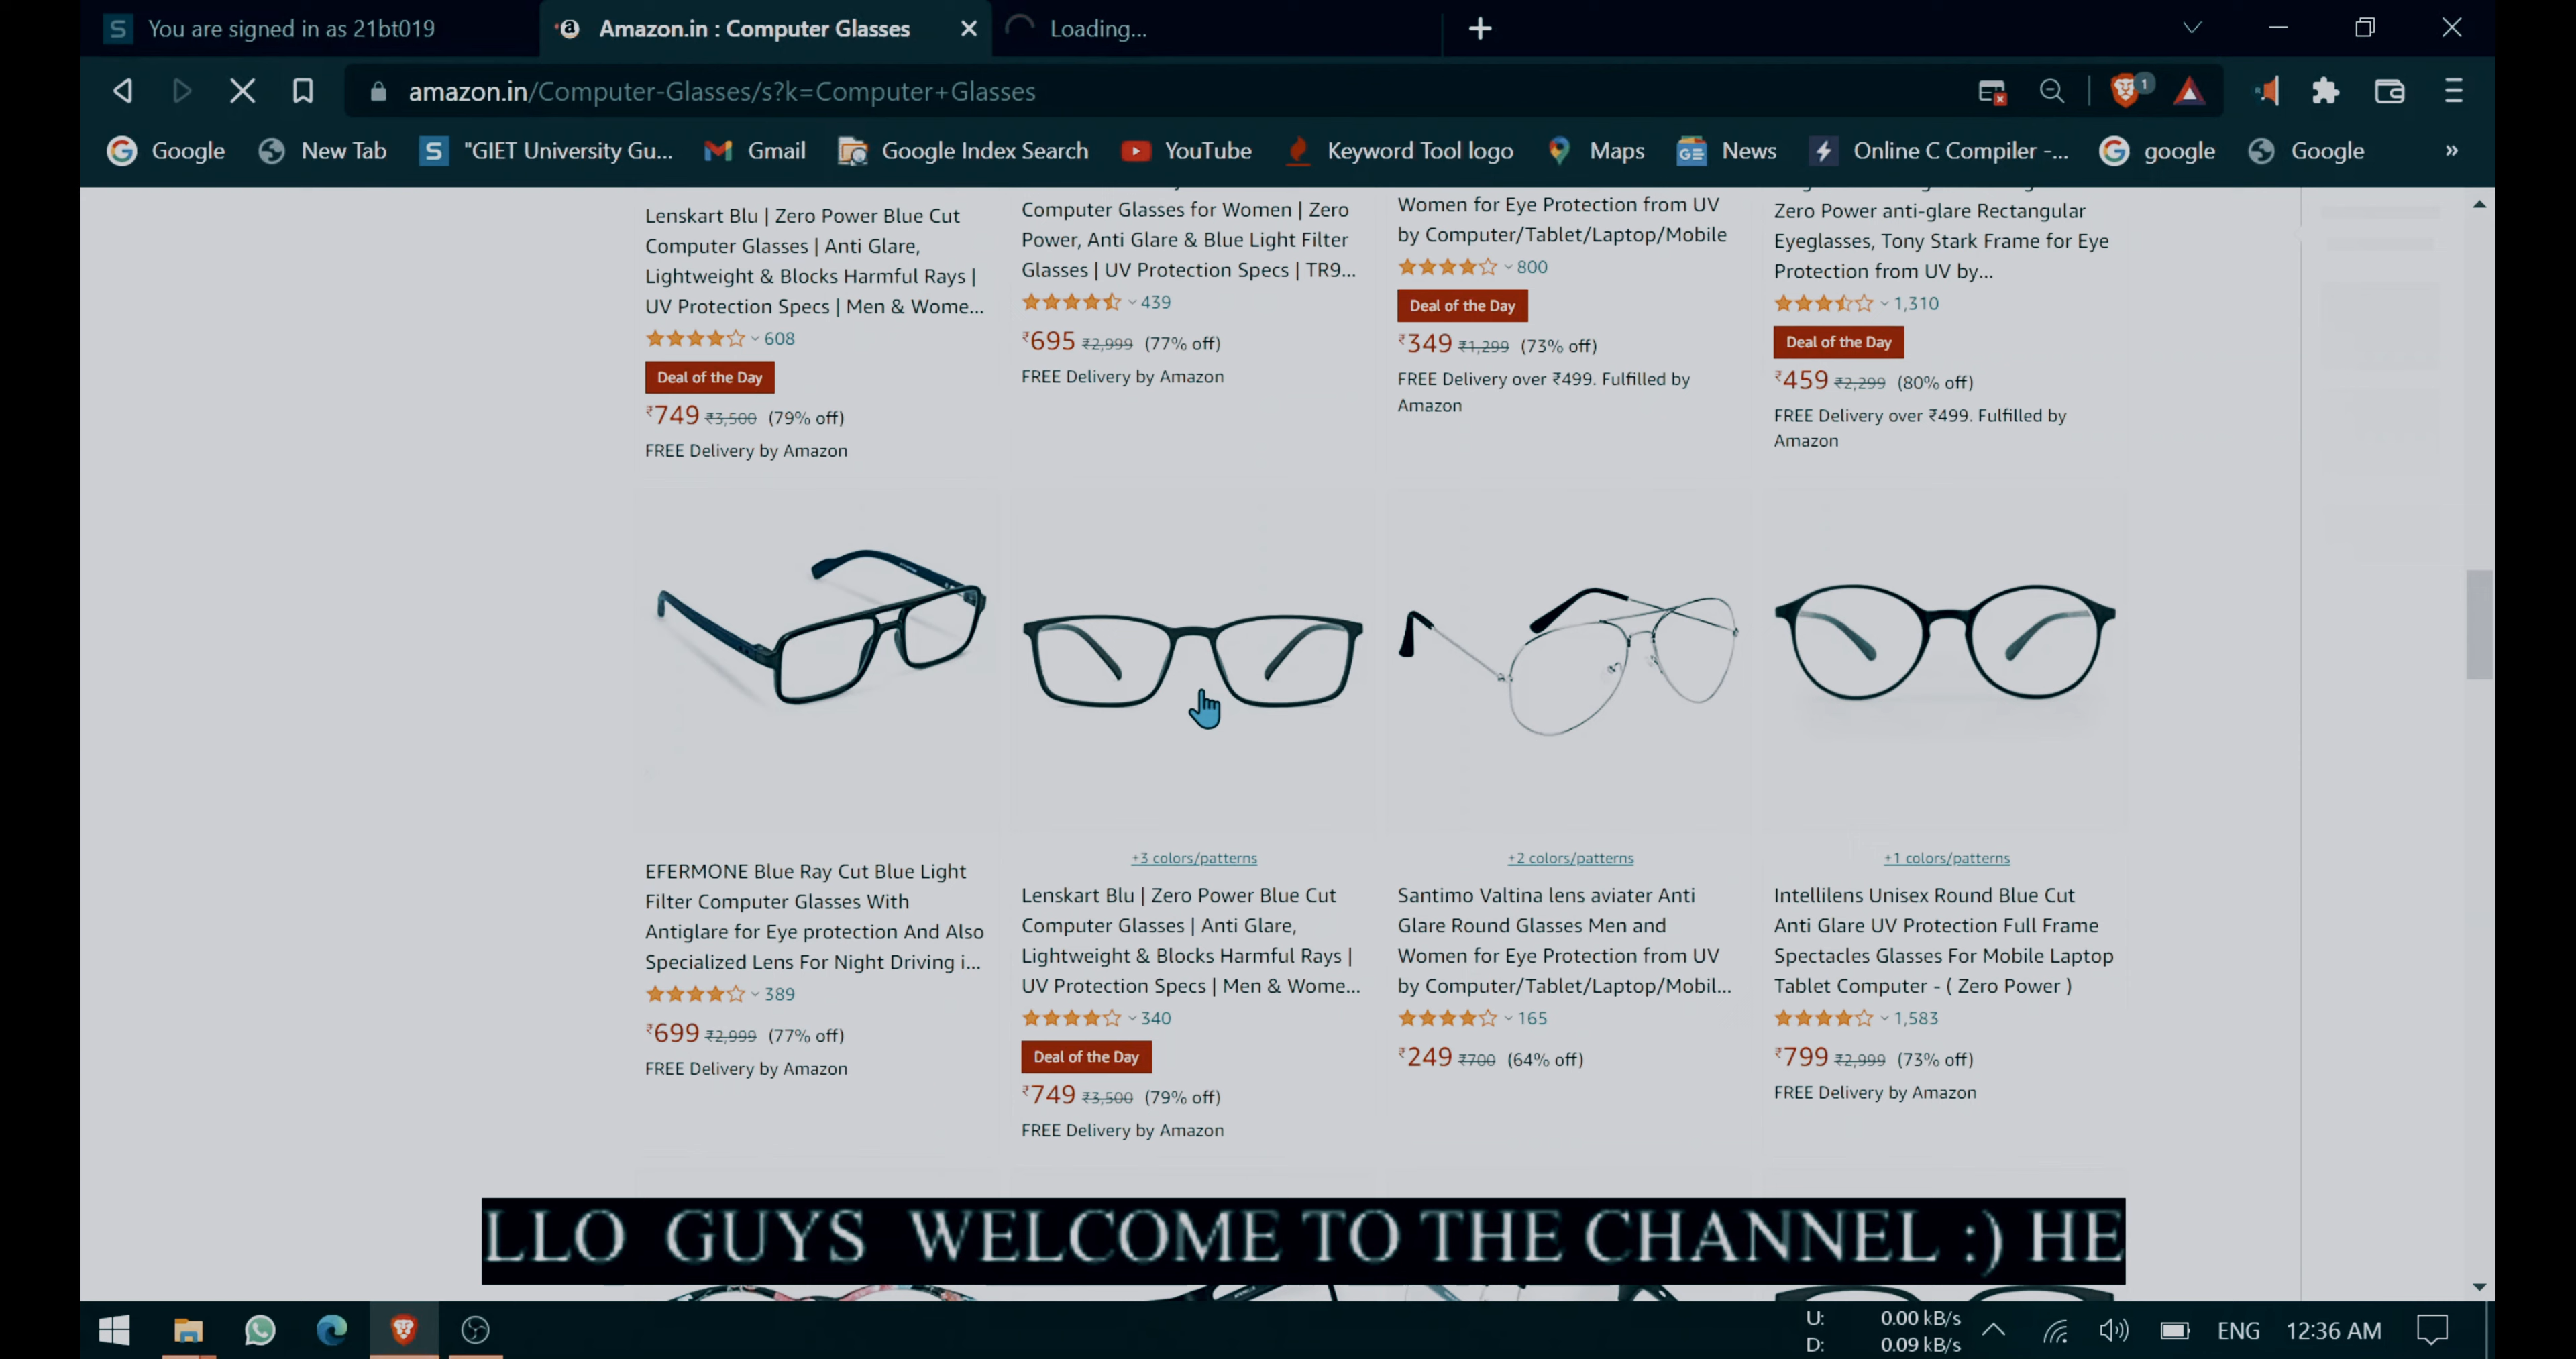 You are signed in as 21bt019
Amazon.in : Computer Glasses
Loading...
amazon.in/Computer-Glasses/s?k=Computer+Glasses
1
Google
New Tab
"GIET University Gu...
Gmail
Google Index Search
YouTube
Keyword Tool logo
Maps
News
Online C Compiler -...
google
Google
»
Lenskart Blu | Zero Power Blue Cut
Computer Glasses | Anti Glare,
Lightweight & Blocks Harmful Rays |
UV Protection Specs | Men & Wome...
608
Deal of the Day
₹749 ₹3,500 (79% off)
FREE Delivery by Amazon
Computer Glasses for Women | Zero
Power, Anti Glare & Blue Light Filter
Glasses | UV Protection Specs | TR9...
439
₹695 ₹2,999 (77% off)
FREE Delivery by Amazon
Women for Eye Protection from UV
by Computer/Tablet/Laptop/Mobile
800
Deal of the Day
₹349 ₹1,299 (73% off)
FREE Delivery over ₹499. Fulfilled by
Amazon
Zero Power anti-glare Rectangular
Eyeglasses, Tony Stark Frame for Eye
Protection from UV by...
1,310
Deal of the Day
₹459 ₹2,299 (80% off)
FREE Delivery over ₹499. Fulfilled by
Amazon
EFERMONE Blue Ray Cut Blue Light
Filter Computer Glasses With
Antiglare for Eye protection And Also
Specialized Lens For Night Driving i...
389
₹699 ₹2,999 (77% off)
FREE Delivery by Amazon
+3 colors/patterns
Lenskart Blu | Zero Power Blue Cut
Computer Glasses | Anti Glare,
Lightweight & Blocks Harmful Rays |
UV Protection Specs | Men & Wome...
340
Deal of the Day
₹749 ₹3,500 (79% off)
FREE Delivery by Amazon
+2 colors/patterns
Santimo Valtina lens aviater Anti
Glare Round Glasses Men and
Women for Eye Protection from UV
by Computer/Tablet/Laptop/Mobil...
165
₹249 ₹700 (64% off)
+1 colors/patterns
Intellilens Unisex Round Blue Cut
Anti Glare UV Protection Full Frame
Spectacles Glasses For Mobile Laptop
Tablet Computer - ( Zero Power )
1,583
₹799 ₹2,999 (73% off)
FREE Delivery by Amazon
LLO GUYS WELCOME TO THE CHANNEL :) HE
U: 0.00 kB/s
D: 0.09 kB/s
ENG
12:36 AM